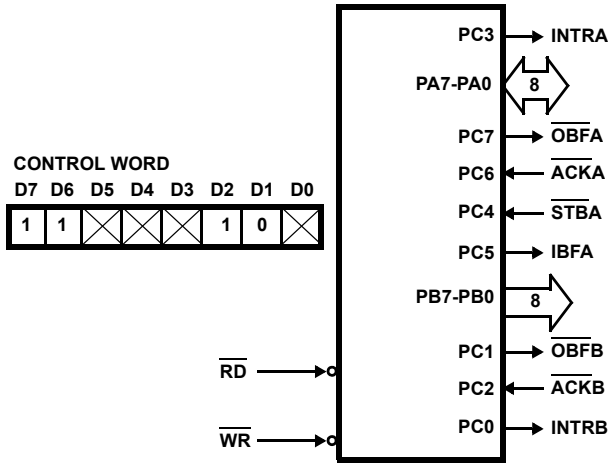 PC3 INTRA
PA7-PA0 8
PC7 OBFA
CONTROL WORD
PC6 ACKA
D7 D6 D5 D4 D3 D2 D1 D0
PC4 STBA
1 1 1 0
PC5 IBFA
PB7-PB0 8
PC1 OBFB
RD
PC2 ACKB
PC0 INTRB
WR